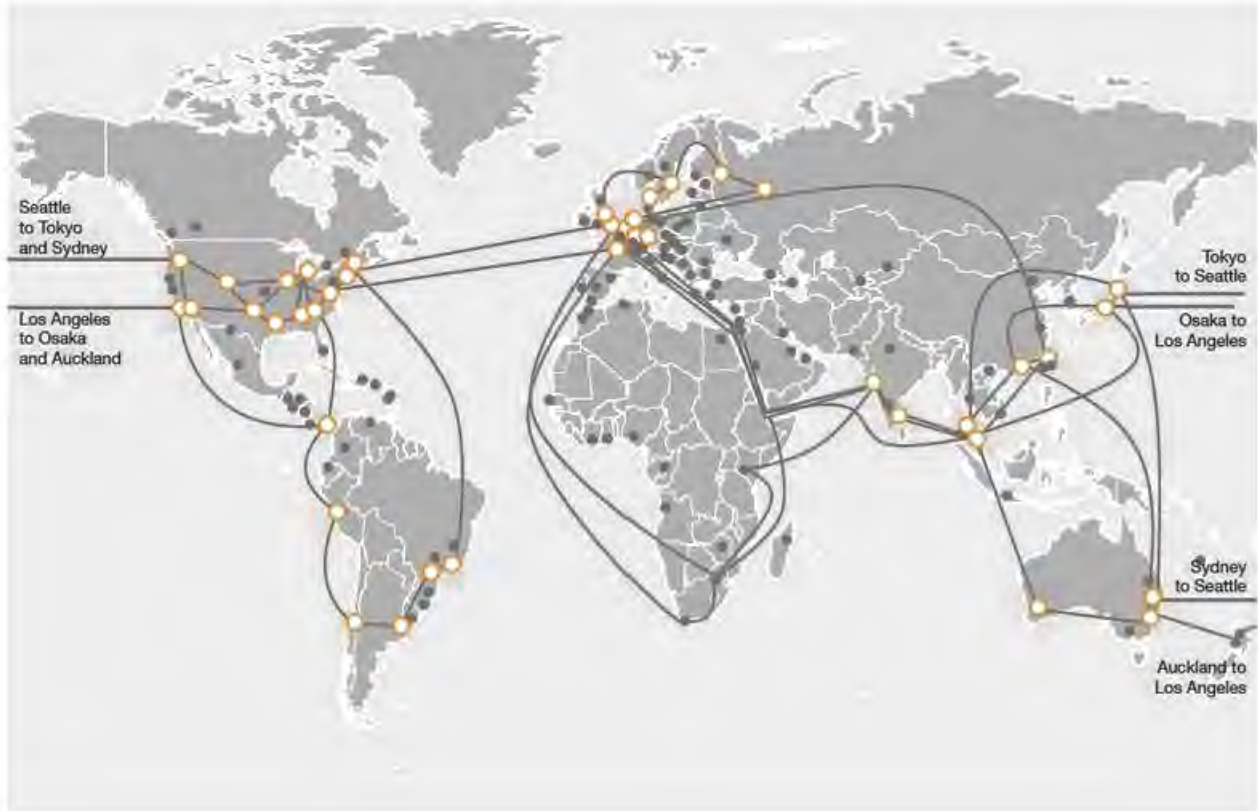 Seattle
to Tokyo
and Sydney
Los Angeles
to Osaka
and Auckland
Tokyo
to Seattle
Osaka to
Los Angeles
Sydney
to Seattle
Auckland to
Los Angeles